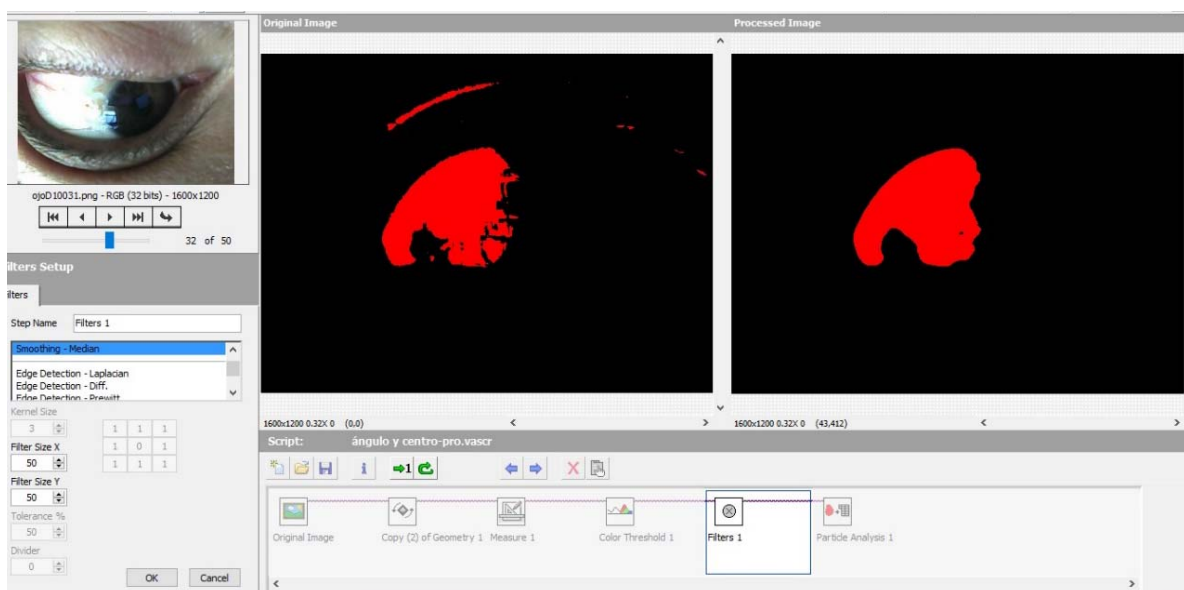 Original Image
Processed Image
ojoD10031.png - RGB (32 bits) - 1600x1200
32 of 50
ilters Setup
ilters
Step Name Filters 1
Smoothing - Median
Edge Detection - Laplacian
Edge Detection - Diff.
Edge Detection - Prewitt
Kernel Size
3
1 1 1
Filter Size X
1 0 1
50
1 1 1
Filter Size Y
50
Tolerance %
50
Divider
0
OK Cancel
1600x1200 0.32X 0 (0,0)
1600x1200 0.32X 0 (43,412)
Script: ángulo y centro-pro.vascr
1
Original Image
Copy (2) of Geometry 1
Measure 1
Color Threshold 1
Filters 1
Particle Analysis 1